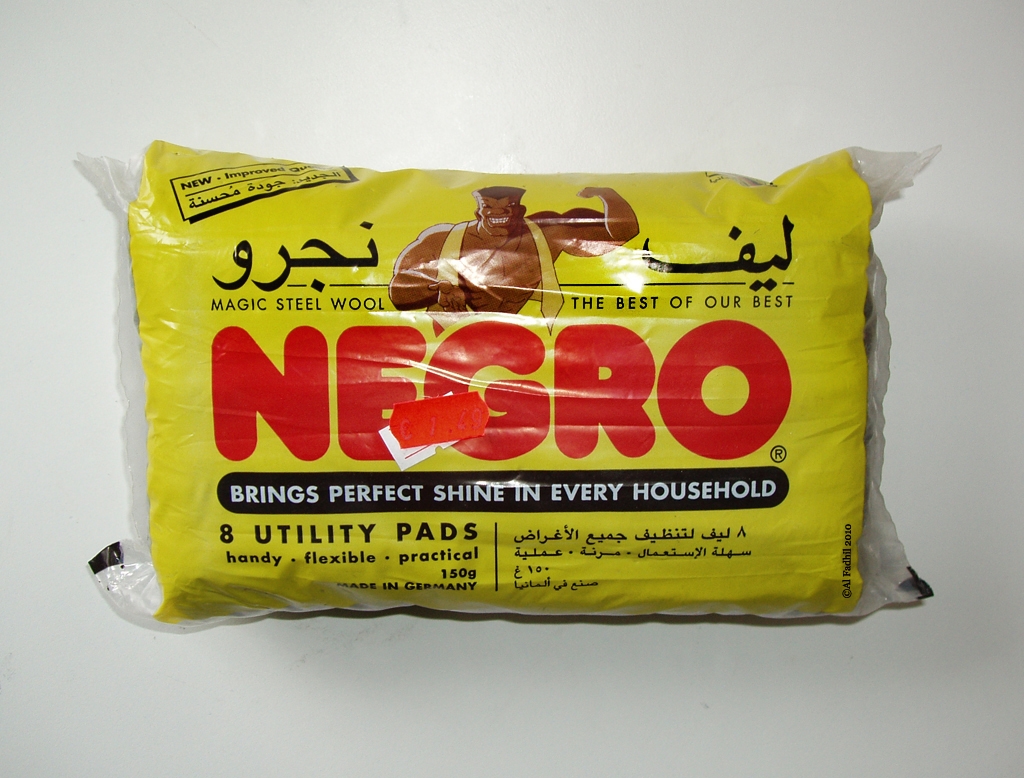 NEW · Improved
الجديد: جودة مُحسنة
ليف نجرو
MAGIC STEEL WOOL THE BEST OF OUR BEST
NEGRO
®
BRINGS PERFECT SHINE IN EVERY HOUSEHOLD
8 UTILITY PADS
handy · flexible · practical
150g
MADE IN GERMANY
٨ ليف لتنظيف جميع الأغراض
سهلة الإستعمال - مرنة - عملية
١٥٠ غ
صنع في ألمانيا
©Al Fadhil 2010